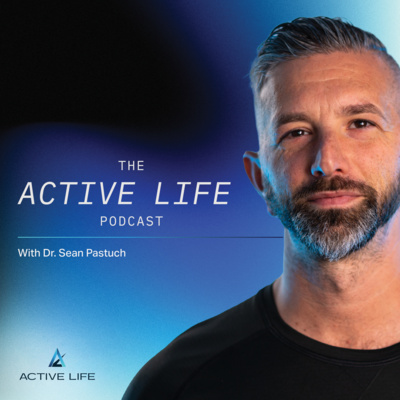 THE
ACTIVE LIFE
PODCAST
With Dr. Sean Pastuch
ACTIVE LIFE